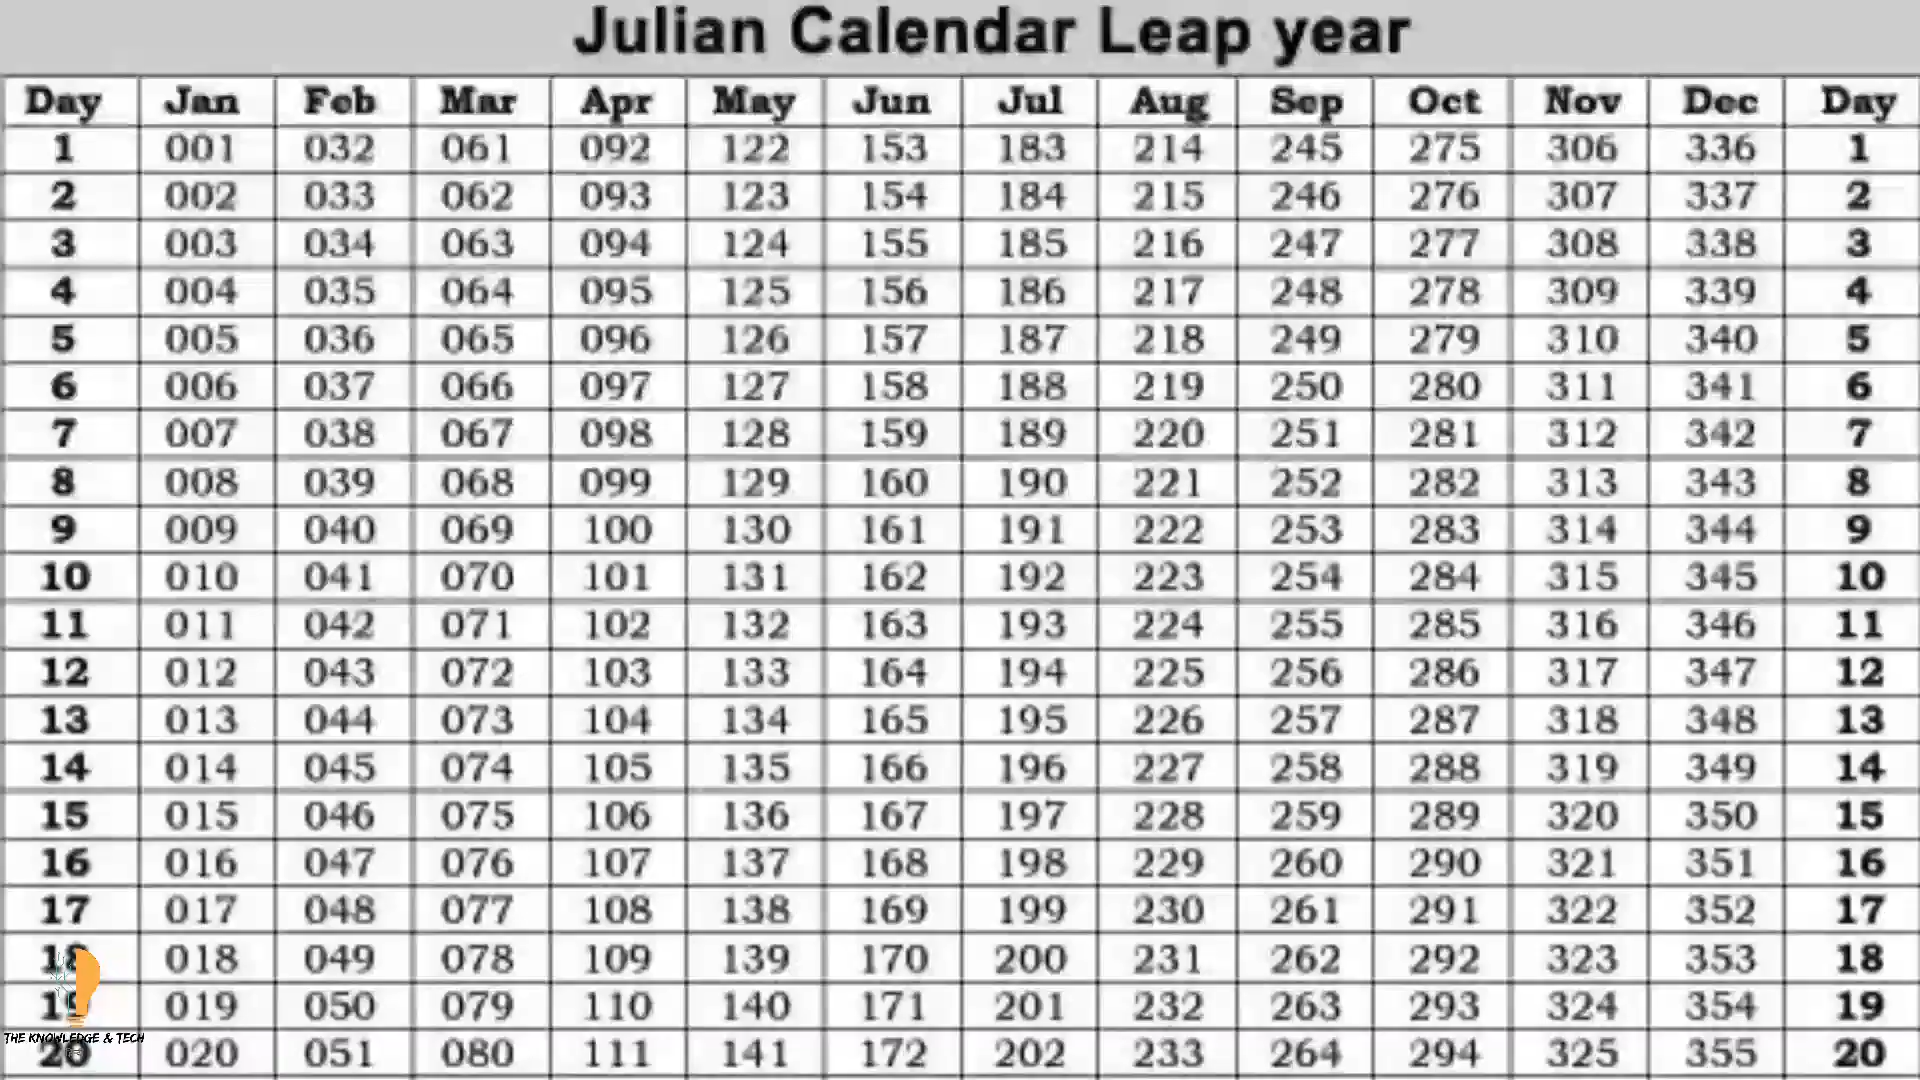 Julian Calendar Leap year
Day Jan Feb Mar Apr May Jun Jul Aug Sep Oct Nov Dec Day
1 001 032 061 092 122 153 183 214 245 275 306 336 1
2 002 033 062 093 123 154 184 215 246 276 307 337 2
3 003 034 063 094 124 155 185 216 247 277 308 338 3
4 004 035 064 095 125 156 186 217 248 278 309 339 4
5 005 036 065 096 126 157 187 218 249 279 310 340 5
6 006 037 066 097 127 158 188 219 250 280 311 341 6
7 007 038 067 098 128 159 189 220 251 281 312 342 7
8 008 039 068 099 129 160 190 221 252 282 313 343 8
9 009 040 069 100 130 161 191 222 253 283 314 344 9
10 010 041 070 101 131 162 192 223 254 284 315 345 10
11 011 042 071 102 132 163 193 224 255 285 316 346 11
12 012 043 072 103 133 164 194 225 256 286 317 347 12
13 013 044 073 104 134 165 195 226 257 287 318 348 13
14 014 045 074 105 135 166 196 227 258 288 319 349 14
15 015 046 075 106 136 167 197 228 259 289 320 350 15
16 016 047 076 107 137 168 198 229 260 290 321 351 16
17 017 048 077 108 138 169 199 230 261 291 322 352 17
18 018 049 078 109 139 170 200 231 262 292 323 353 18
19 019 050 079 110 140 171 201 232 263 293 324 354 19
THE KNOWLEDGE & TECH
20 020 051 080 111 141 172 202 233 264 294 325 355 20